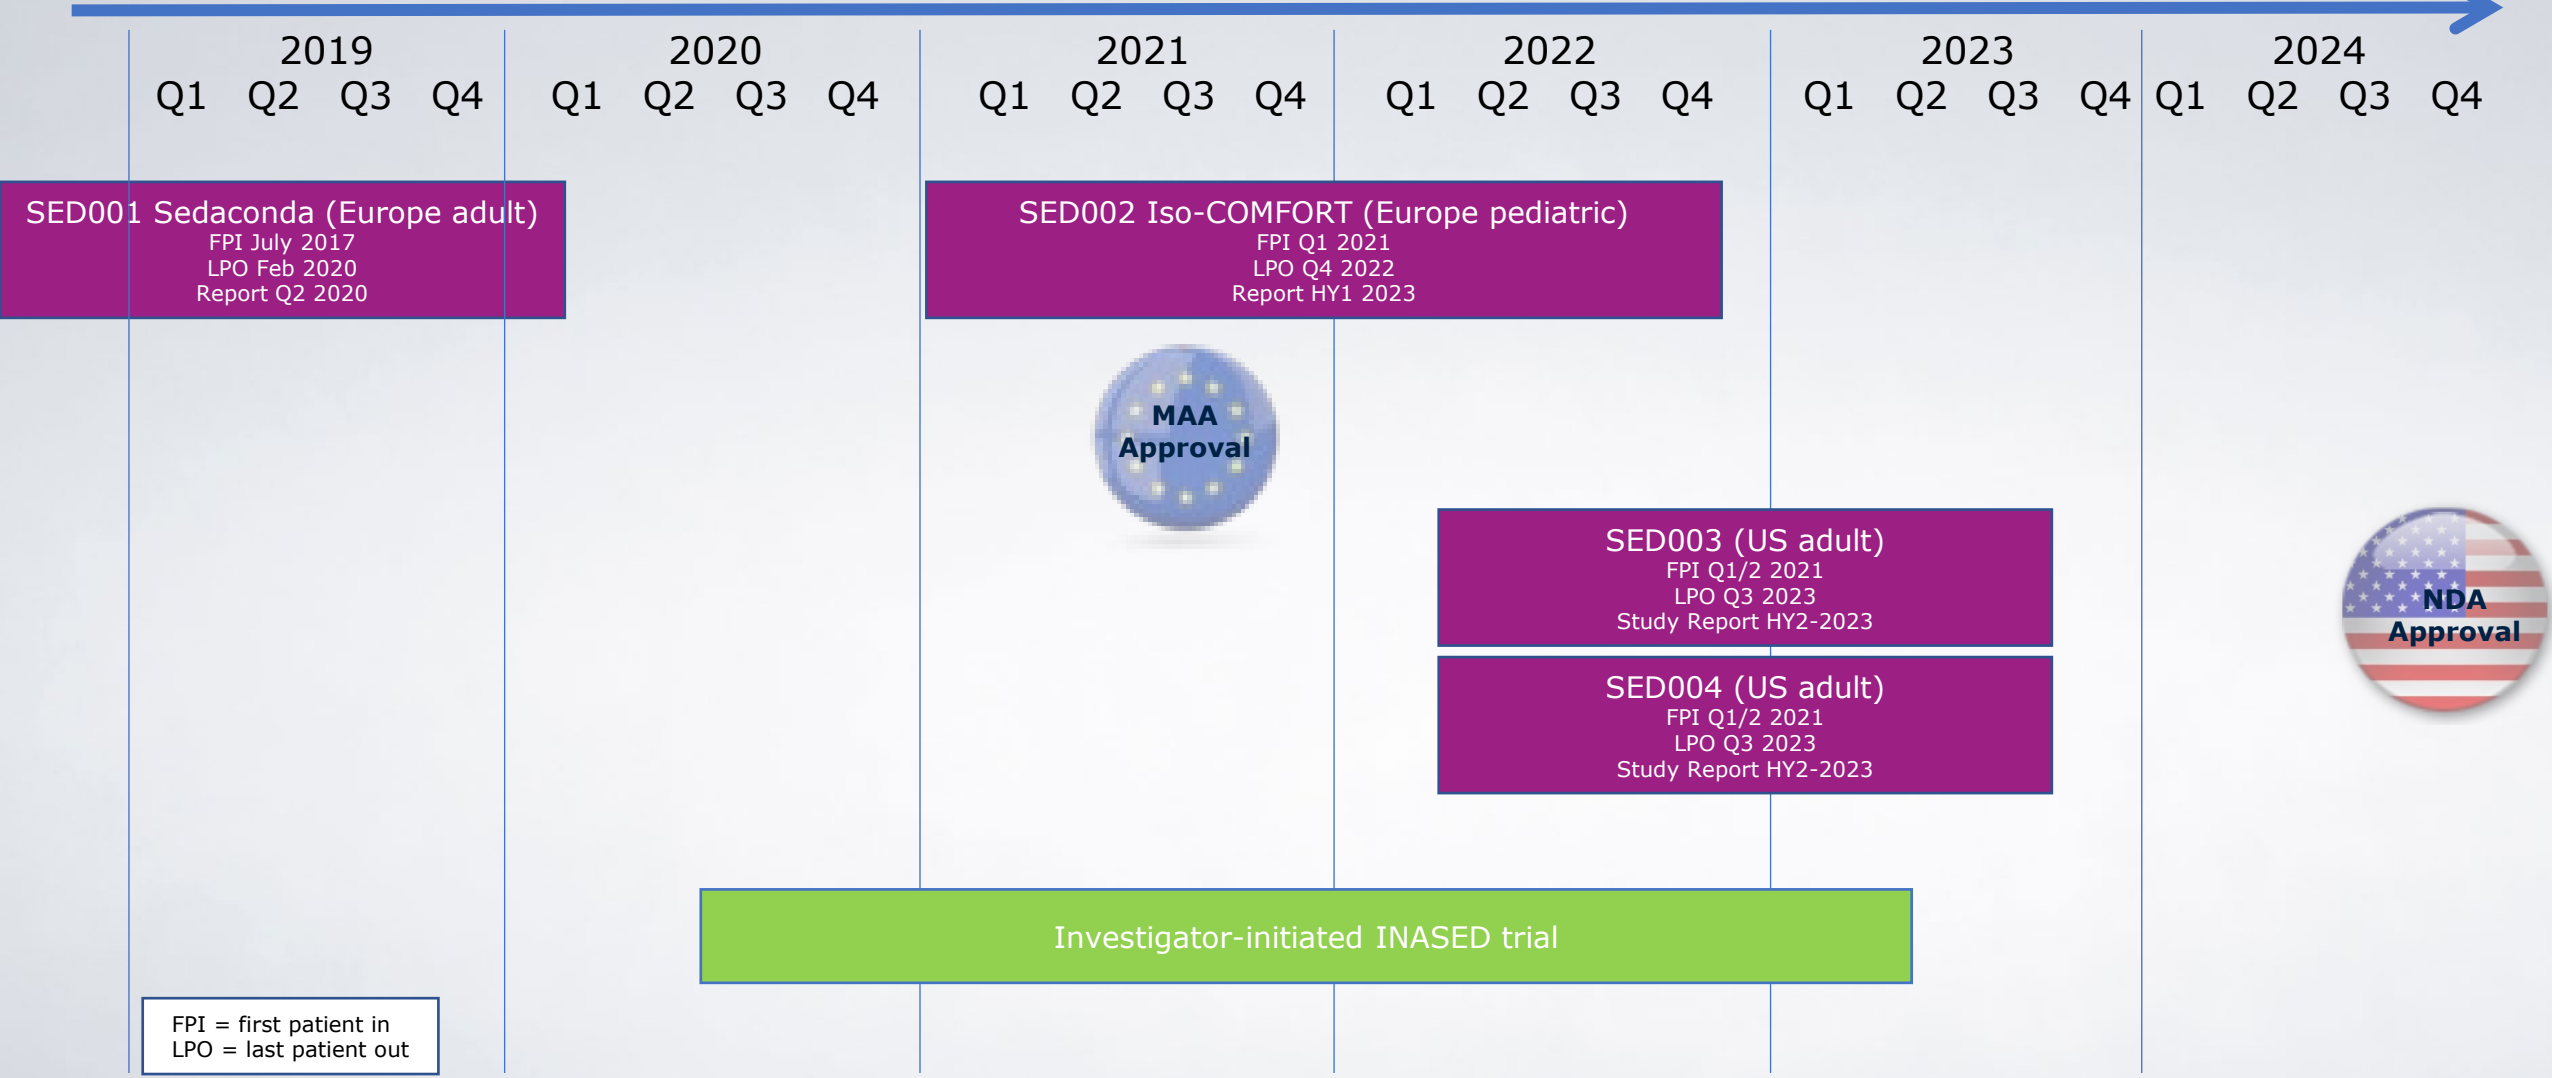 2019
2020
2021
2022
2023
2024
Q1 Q2 Q3 Q4
Q1 Q2 Q3 Q4
Q1 Q2 Q3 Q4
Q1 Q2 Q3 Q4
Q1 Q2 Q3 Q4
Q1 Q2 Q3 Q4
SED001 Sedaconda (Europe adult)
FPI July 2017
LPO Feb 2020
Report Q2 2020
SED002 Iso-COMFORT (Europe pediatric)
FPI Q1 2021
LPO Q4 2022
Report HY1 2023
MAA
Approval
SED003 (US adult)
FPI Q1/2 2021
LPO Q3 2023
Study Report HY2-2023
NDA
Approval
SED004 (US adult)
FPI Q1/2 2021
LPO Q3 2023
Study Report HY2-2023
Investigator-initiated INASED trial
FPI = first patient in
LPO = last patient out